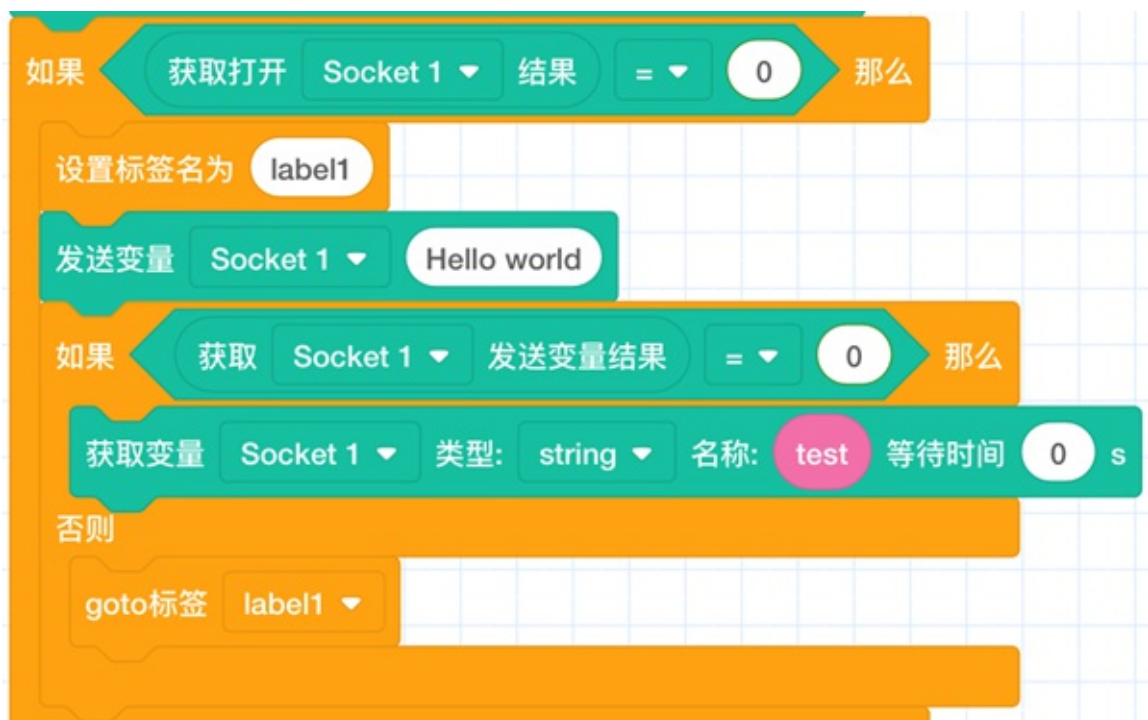 如果 获取打开 Socket 1 结果 = 0 那么
设置标签名为 label1
发送变量 Socket 1 Hello world
如果 获取 Socket 1 发送变量结果 = 0 那么
获取变量 Socket 1 类型: string 名称: test 等待时间 0 s
否则
goto标签 label1